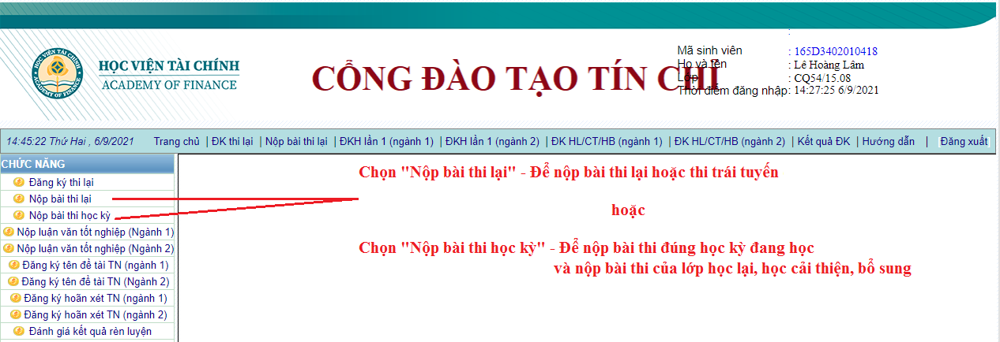 HỌC VIỆN TÀI CHÍNH
ACADEMY OF FINANCE
HỌC VIỆN TÀI CHÍNH
ACADEMY OF FINANCE
CỔNG ĐÀO TẠO TÍN CHỈ
:
Mã sinh viên : 165D3402010418
Họ và tên : Lê Hoàng Lâm
Lớp : CQ54/15.08
Thời điểm đăng nhập: 14:27:25 6/9/2021
14:45:22 Thứ Hai , 6/9/2021 Trang chủ | ĐK thi lại | Nộp bài thi lại | ĐKH lần 1 (ngành 1) | ĐKH lần 1 (ngành 2) | ĐK HL/CT/HB (ngành 1) | ĐK HL/CT/HB (ngành 2) | Kết quả ĐK | Hướng dẫn | [Đăng xuất]
CHỨC NĂNG
Đăng ký thi lại
Nộp bài thi lại
Nộp bài thi học kỳ
Nộp luận văn tốt nghiệp (Ngành 1)
Nộp luận văn tốt nghiệp (Ngành 2)
Đăng ký tên đề tài TN (ngành 1)
Đăng ký tên đề tài TN (Ngành 2)
Đăng ký hoãn xét TN (ngành 1)
Đăng ký hoãn xét TN (ngành 2)
Đánh giá kết quả rèn luyện
Chọn "Nộp bài thi lại" - Để nộp bài thi lại hoặc thi trái tuyến
hoặc
Chọn "Nộp bài thi học kỳ" - Để nộp bài thi đúng học kỳ đang học
và nộp bài thi của lớp học lại, học cải thiện, bổ sung